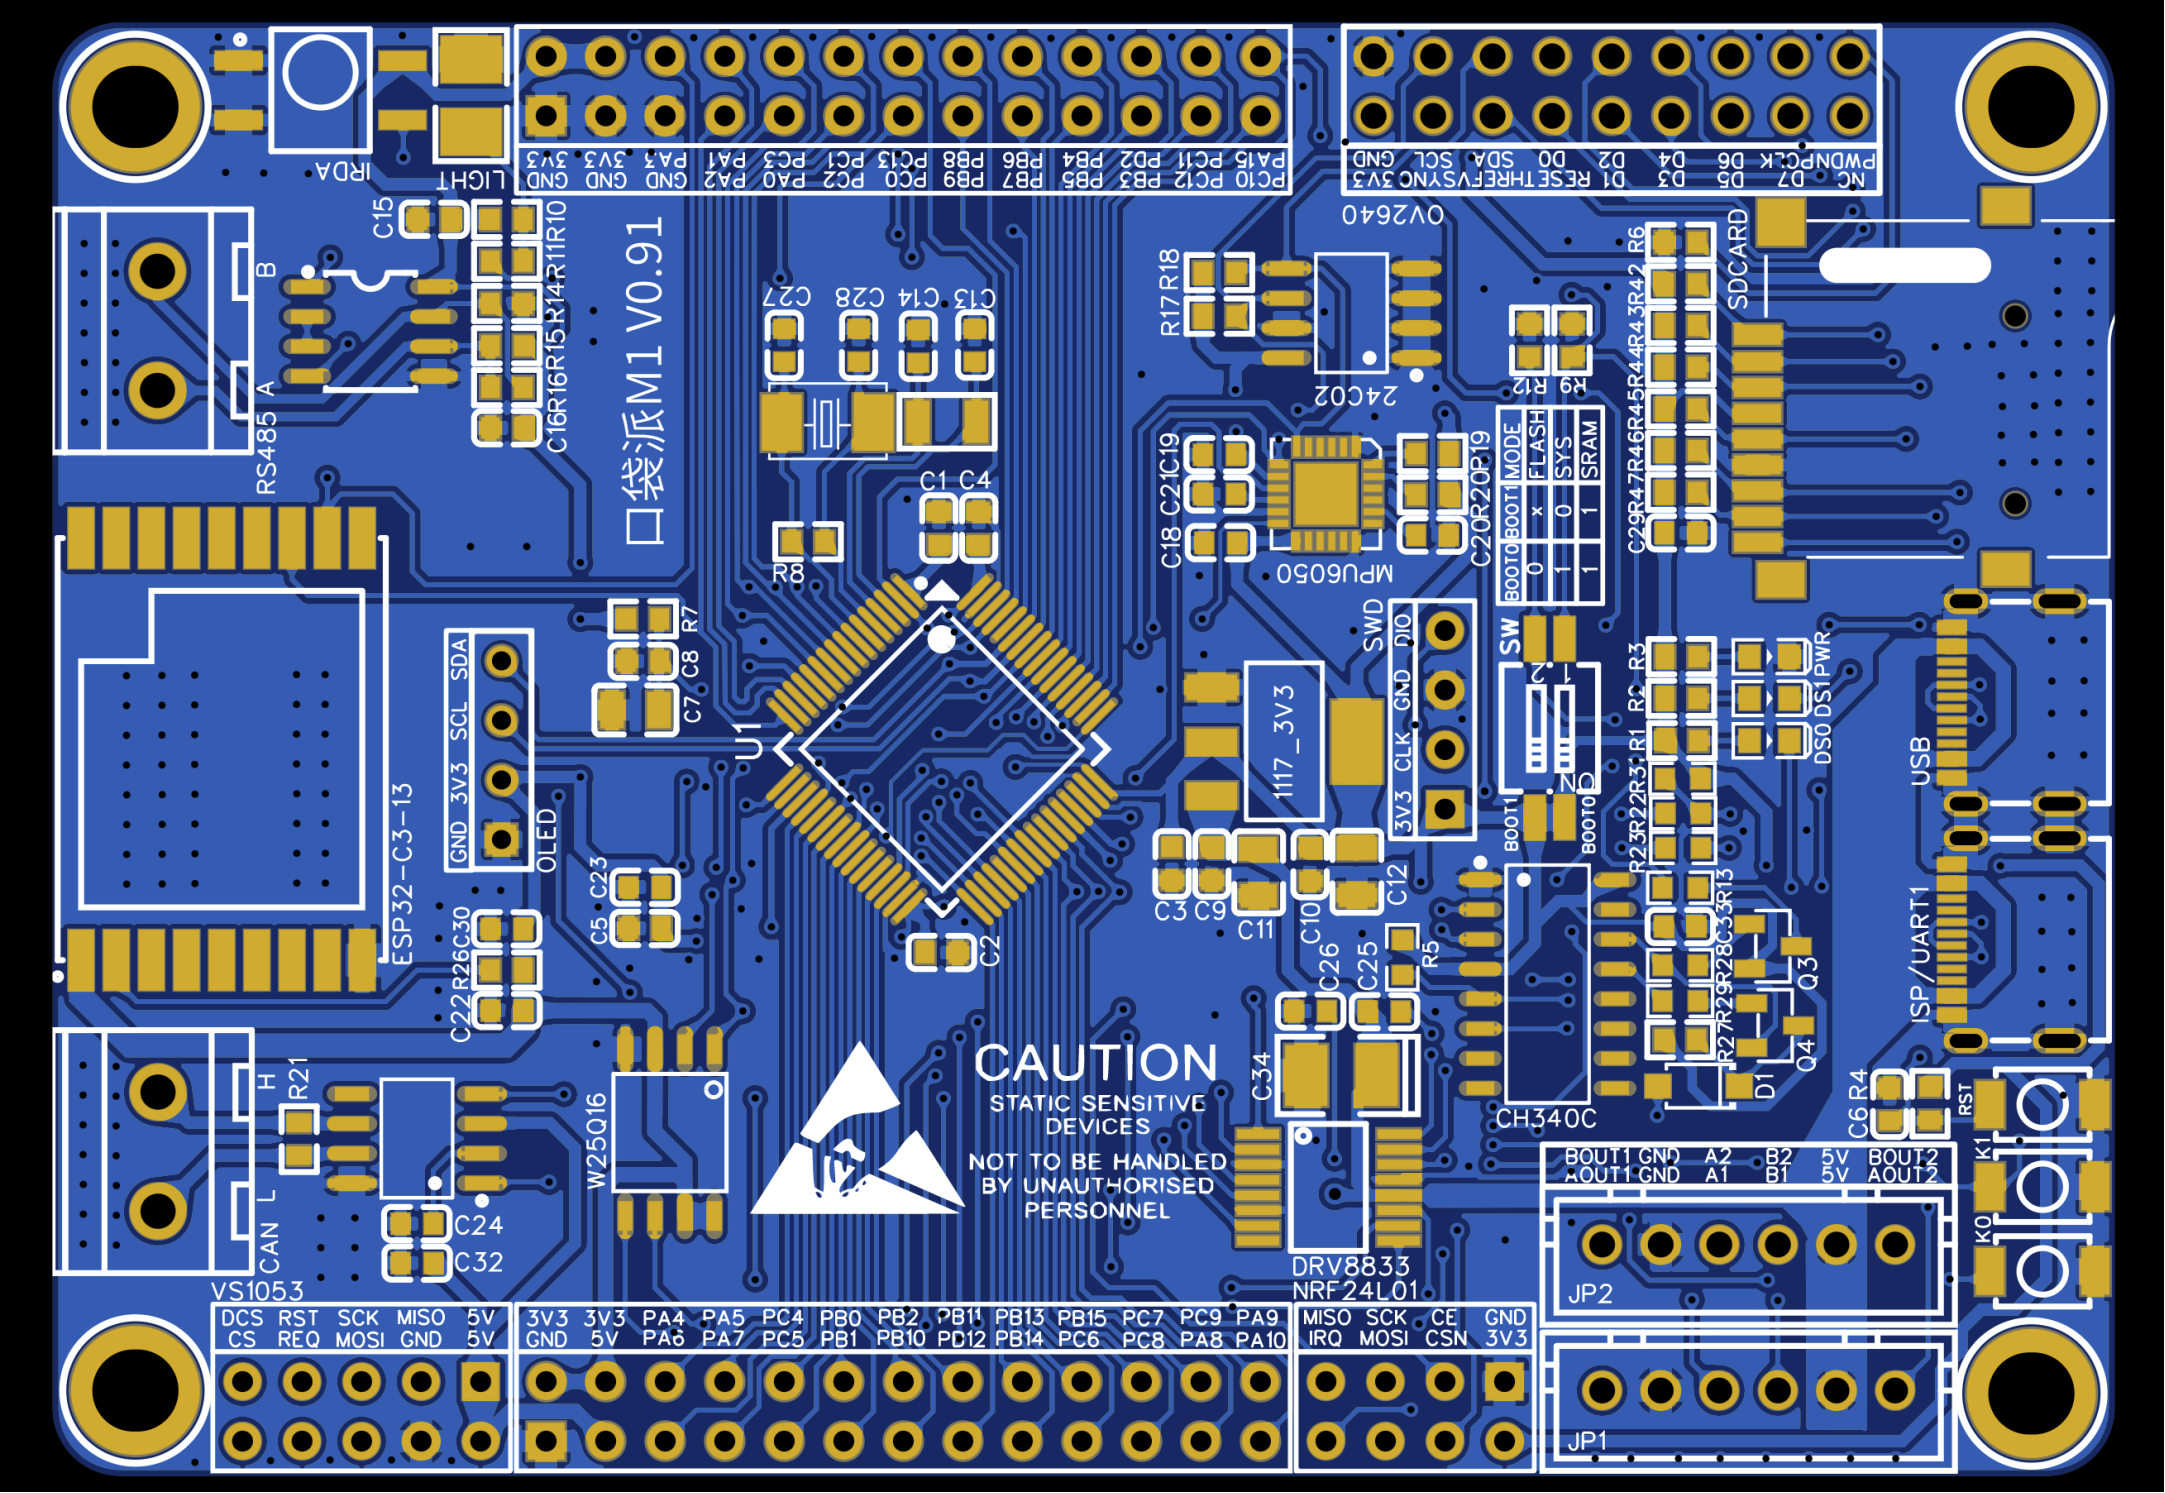 IRDA
LIGHT
3V3 3V3 PA3 PA1 PC3 PC1 PC13 PB8 PB6 PB4 PD2 PC11 PA15
GND GND GND PA2 PA0 PC2 PC0 PB9 PB7 PB5 PB3 PC12 PC10
GND SCL SDA D0 D2 D4 D6 PCLK PWDN
3V3 VSYNC HREF RESET D1 D3 D5 D7 NC
OV2640
C15
R10
R11
R14
R15
R16
C16
B
A
RS485
口袋派M1 V0.91
C27 C28 C14 C13
R18
R17
24C02
R12 R9
R6
R42
R43
R44
R45
R46
R47
C29
SDCARD
C1 C4
R8
C19
C21
C18
MPU6050
R19
R20
C20
BOOT0 BOOT1 MODE
0 x FLASH
1 0 SYS
1 1 SRAM
SWD
DIO
GND
CLK
3V3
SW
2 1
ON
BOOT1
BOOT0
R3
R2
R1
R31
R22
R23
R13
C33
R28
R29
R27
PWR
DS1
DS0
USB
ISP/UART1
R7
C8
C7
U1
1117_3V3
SDA
SCL
3V3
GND
OLED
ESP32-C3-13
C23
C5
C30
R26
C22
C2
C3 C9 C11 C10 C12
C26 C25 R5
Q3
Q4
D1
CH340C
C34
R4
C6
RST
K1
K0
H
L
CAN
R21
C24
C32
W25Q16
CAUTION
STATIC SENSITIVE
DEVICES
NOT TO BE HANDLED
BY UNAUTHORISED
PERSONNEL
DRV8833
NRF24L01
BOUT1 GND A2 B2 5V BOUT2
AOUT1 GND A1 B1 5V AOUT2
JP2
JP1
VS1053
DCS RST SCK MISO 5V
CS REQ MOSI GND 5V
3V3 3V3 PA4 PA5 PC4 PB0 PB2 PB11 PB13 PB15 PC7 PC9 PA9
GND 5V PA6 PA7 PC5 PB1 PB10 PD12 PB14 PC6 PC8 PA8 PA10
MISO SCK CE GND
IRQ MOSI CSN 3V3